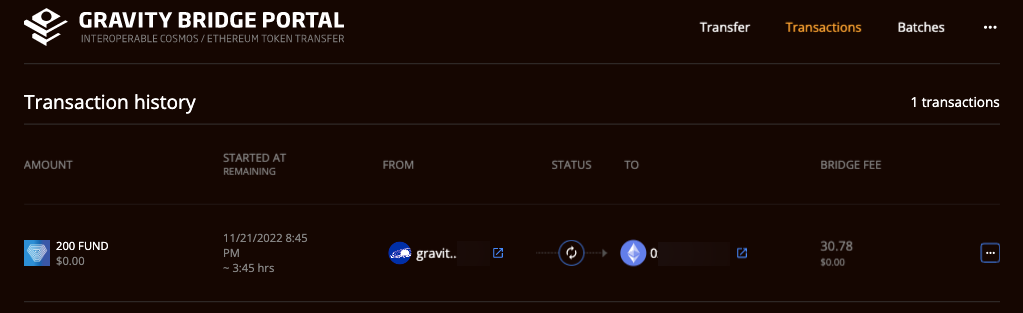 GRAVITY BRIDGE PORTAL
INTEROPERABLE COSMOS / ETHEREUM TOKEN TRANSFER
Transfer
Transactions
Batches
Transaction history
1 transactions
AMOUNT
STARTED AT
REMAINING
FROM
STATUS
TO
BRIDGE FEE
200 FUND
$0.00
11/21/2022 8:45
PM
~ 3:45 hrs
gravit..
0
30.78
$0.00